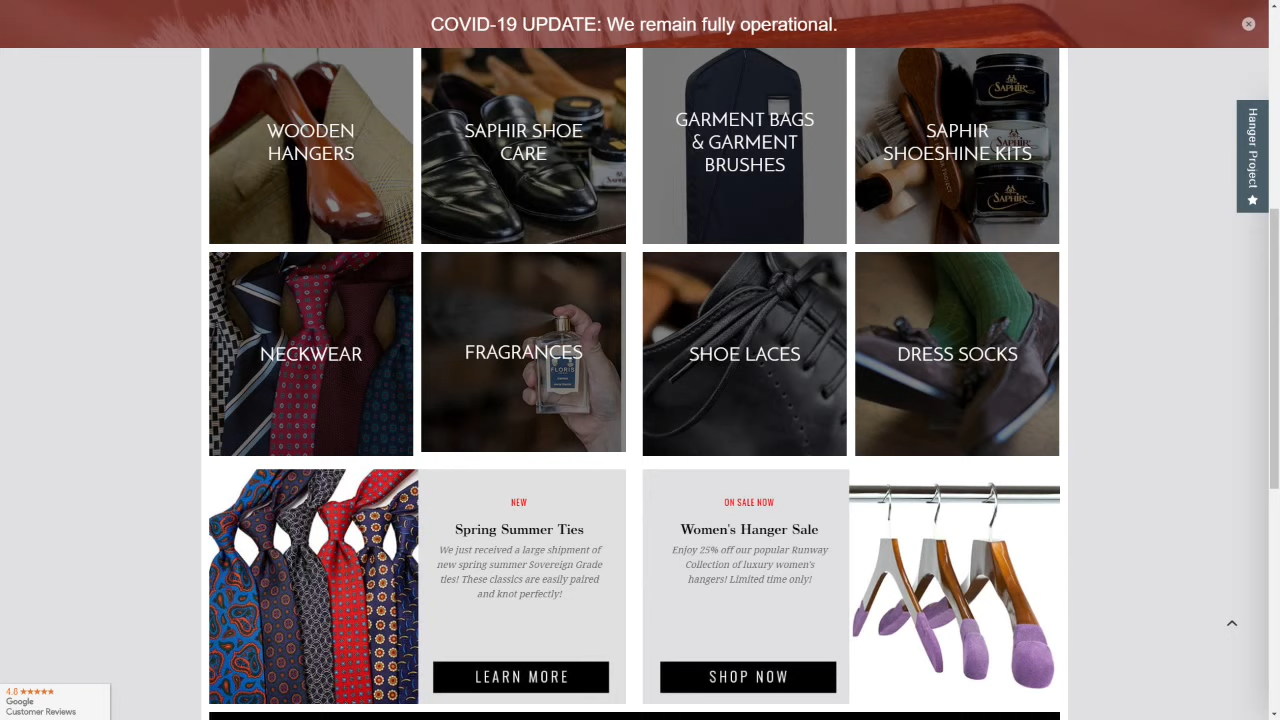 COVID-19 UPDATE: We remain fully operational.
WOODEN
HANGERS
SAPHIR SHOE
CARE
GARMENT BAGS
& GARMENT
BRUSHES
SAPHIR
SHOESHINE KITS
SAPHIR
SAPHIR
SAPHIR
Hanger Project ★
NECKWEAR
FRAGRANCES
FLORIS
SHOE LACES
DRESS SOCKS
NEW
Spring Summer Ties
We just received a large shipment of
new spring summer Sovereign Grade
ties! These classics are easily paired
and knot perfectly!
LEARN MORE
ON SALE NOW
Women's Hanger Sale
Enjoy 25% off our popular Runway
Collection of luxury women's
hangers! Limited time only!
SHOP NOW
4.8 ★★★★★
Google
Customer Reviews